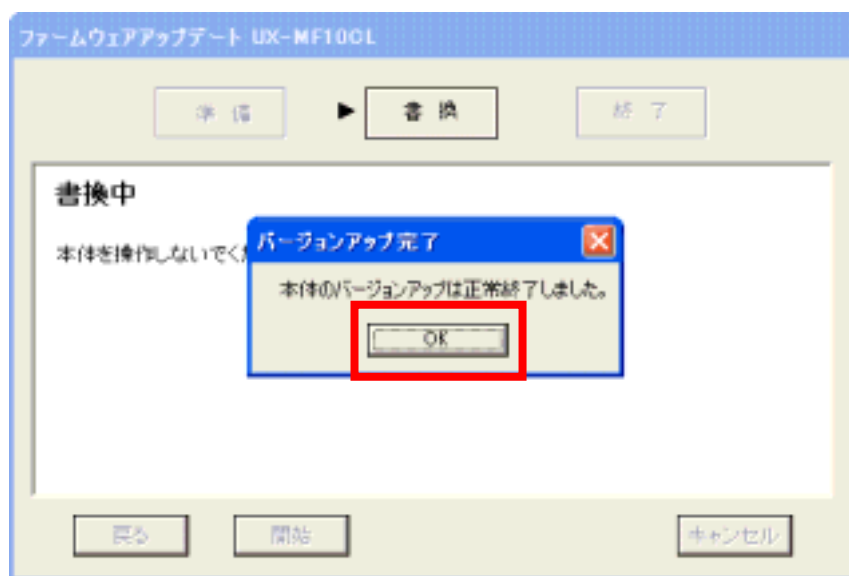 ファームウェアアップデート UX-MF10CL
準 備 ▶ 書 換 終 了
書換中
本体を操作しないでくだ
バージョンアップ完了
本体のバージョンアップは正常終了しました。
OK
戻る 開始 キャンセル